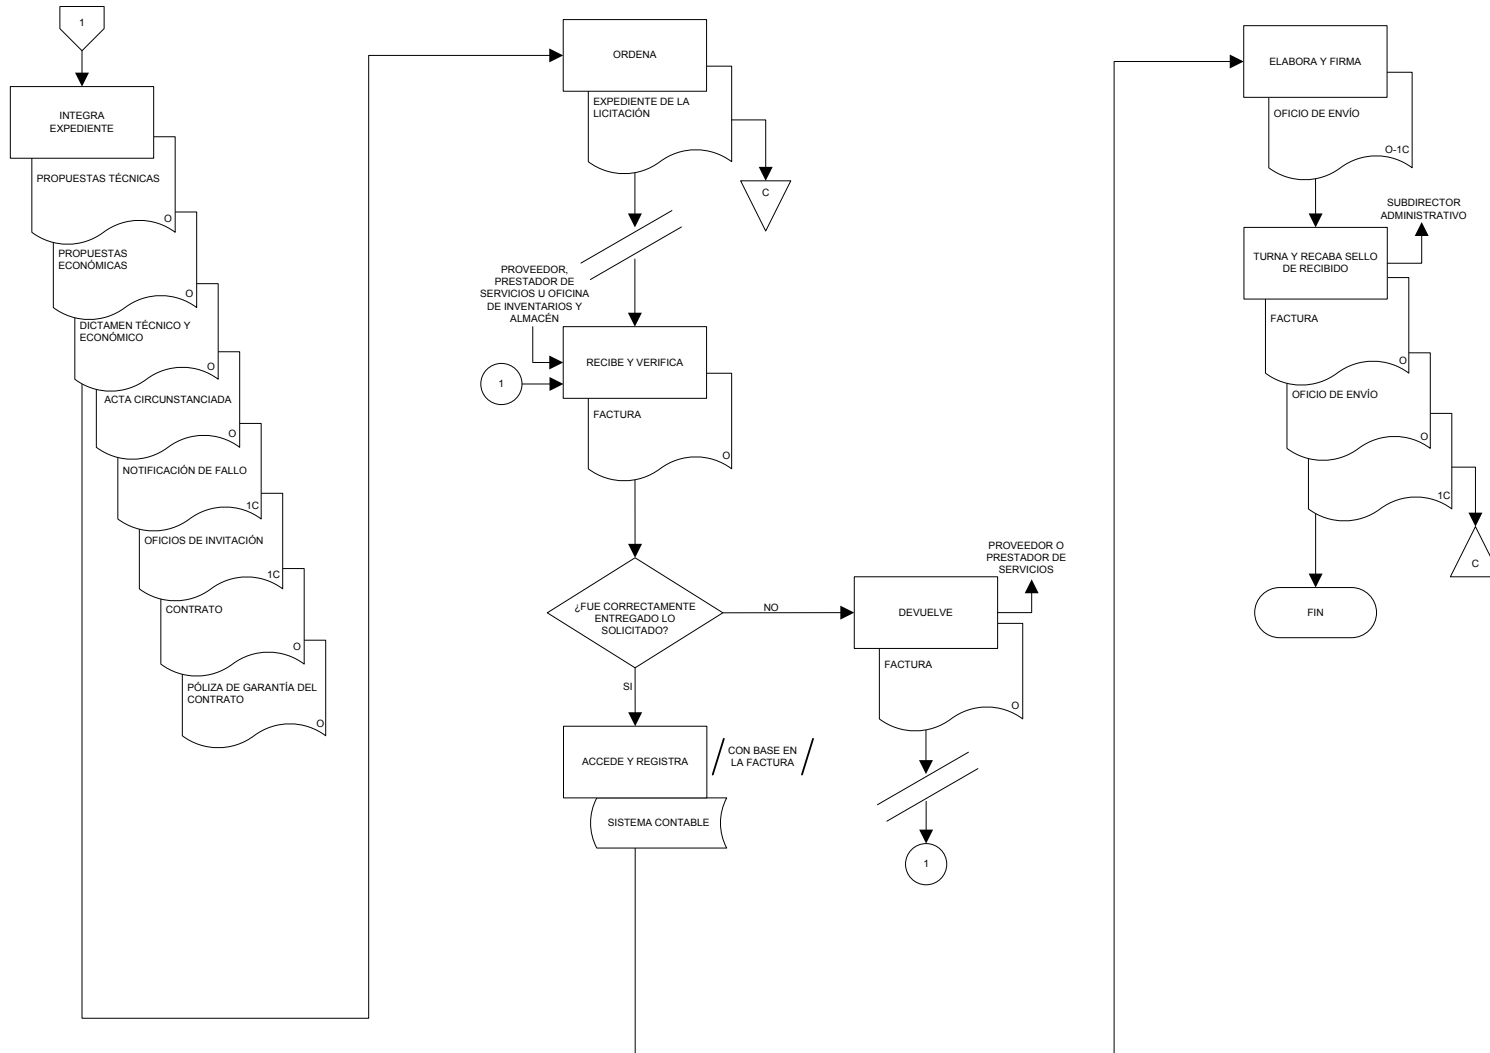 1
INTEGRA
EXPEDIENTE
PROPUESTAS TÉCNICAS
O
PROPUESTAS
ECONÓMICAS
O
DICTAMEN TÉCNICO Y
ECONÓMICO
O
ACTA CIRCUNSTANCIADA
O
NOTIFICACIÓN DE FALLO
1C
OFICIOS DE INVITACIÓN
1C
CONTRATO
O
PÓLIZA DE GARANTÍA DEL
CONTRATO
O
ORDENA
EXPEDIENTE DE LA
LICITACIÓN
C
PROVEEDOR,
PRESTADOR DE
SERVICIOS U OFICINA
DE INVENTARIOS Y
ALMACÉN
RECIBE Y VERIFICA
1
FACTURA
O
¿FUE CORRECTAMENTE
ENTREGADO LO
SOLICITADO?
NO
SI
PROVEEDOR O
PRESTADOR DE
SERVICIOS
DEVUELVE
FACTURA
O
1
ACCEDE Y REGISTRA
CON BASE EN
LA FACTURA
SISTEMA CONTABLE
ELABORA Y FIRMA
OFICIO DE ENVÍO
O-1C
SUBDIRECTOR
ADMINISTRATIVO
TURNA Y RECABA SELLO
DE RECIBIDO
FACTURA
O
OFICIO DE ENVÍO
O
1C
C
FIN